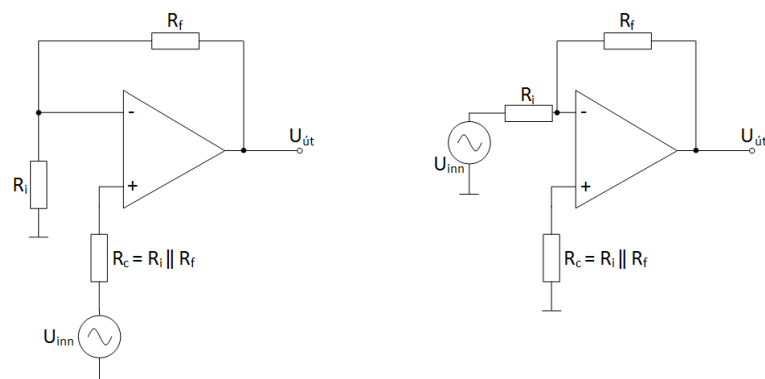 Rf
-
Uút
Ri
+
Rc = Ri || Rf
Uinn
Rf
Ri
-
Uinn
Uút
+
Rc = Ri || Rf